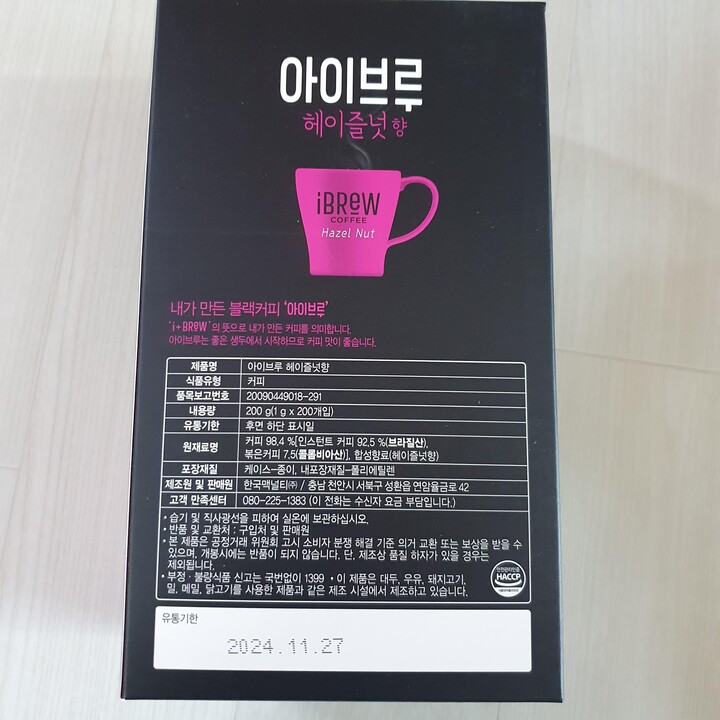 아이브루
헤이즐넛 향
iBReW
COFFEE
Hazel Nut
내가 만든 블랙커피 '아이브루'
'i+BReW'의 뜻으로 내가 만든 커피를 의미합니다.
아이브루는 좋은 생두에서 시작하므로 커피 맛이 좋습니다.
제품명 아이브루 헤이즐넛향
식품유형 커피
품목보고번호 20090449018-291
내용량 200 g(1 g x 200개입)
유통기한 후면 하단 표시일
원재료명 커피 98.4 %[인스턴트 커피 92.5 %(브라질산),
볶은커피 7.5(콜롬비아산)], 합성향료(헤이즐넛향)
포장재질 케이스-종이, 내포장재질-폴리에틸렌
제조원 및 판매원 한국맥널티㈜ / 충남 천안시 서북구 성환읍 연암율금로 42
고객 만족센터 080-225-1383 (이 전화는 수신자 요금 부담입니다.)
• 습기 및 직사광선을 피하여 실온에 보관하십시오.
• 반품 및 교환처 : 구입처 및 판매원
• 본 제품은 공정거래 위원회 고시 소비자 분쟁 해결 기준 의거 교환 또는 보상을 받을 수
있으며, 개봉시에는 반품이 되지 않습니다. 단, 제조상 품질 하자가 있을 경우는
제외됩니다.
• 부정 · 불량식품 신고는 국번없이 1399 • 이 제품은 대두, 우유, 돼지고기,
밀, 메밀, 닭고기를 사용한 제품과 같은 제조 시설에서 제조하고 있습니다.
안전관리인증
HACCP
유통기한
2024.11.27